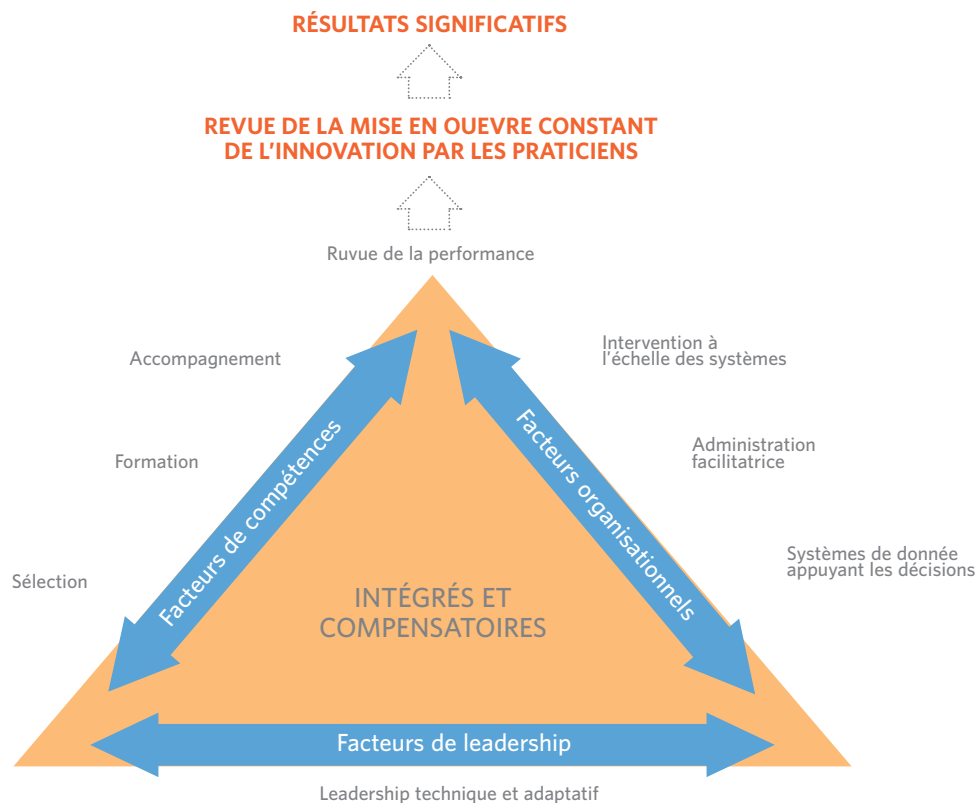 RÉSULTATS SIGNIFICATIFS
REVUE DE LA MISE EN OUEVRE CONSTANT
DE L'INNOVATION PAR LES PRATICIENS
Ruvue de la performance
Accompagnement
Formation
Sélection
Facteurs de compétences
Intervention à
l'échelle des systèmes
Administration
facilitatrice
Systèmes de donnée
appuyant les décisions
Facteurs organisationnels
INTÉGRÉS ET
COMPENSATOIRES
Facteurs de leadership
Leadership technique et adaptatif